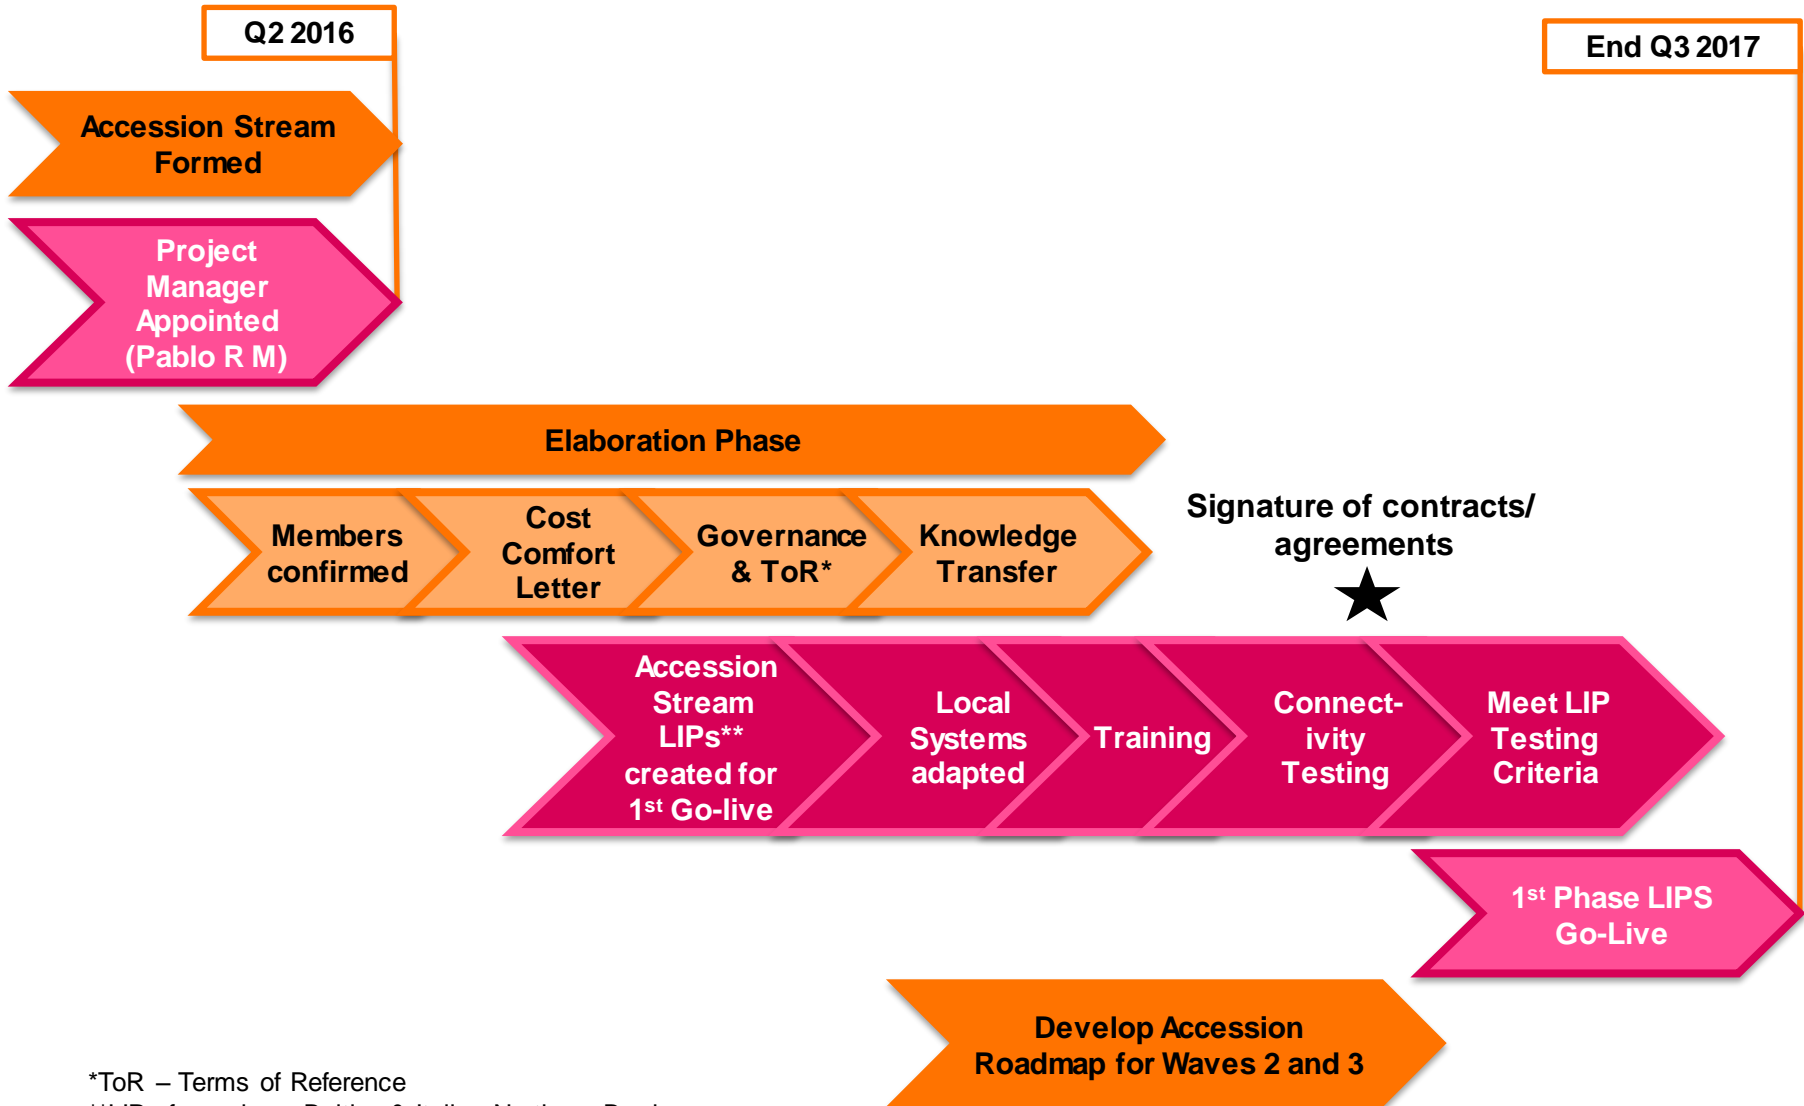 Q2 2016
End Q3 2017
Accession Stream
Formed
Project
Manager
Appointed
(Pablo R M)
Elaboration Phase
Members
confirmed
Cost
Comfort
Letter
Governance
& ToR*
Knowledge
Transfer
Signature of contracts/
agreements
Accession
Stream
LIPs**
created for
1st Go-live
Local
Systems
adapted
Training
Connect-
ivity
Testing
Meet LIP
Testing
Criteria
1st Phase LIPS
Go-Live
Develop Accession
Roadmap for Waves 2 and 3
*ToR – Terms of Reference